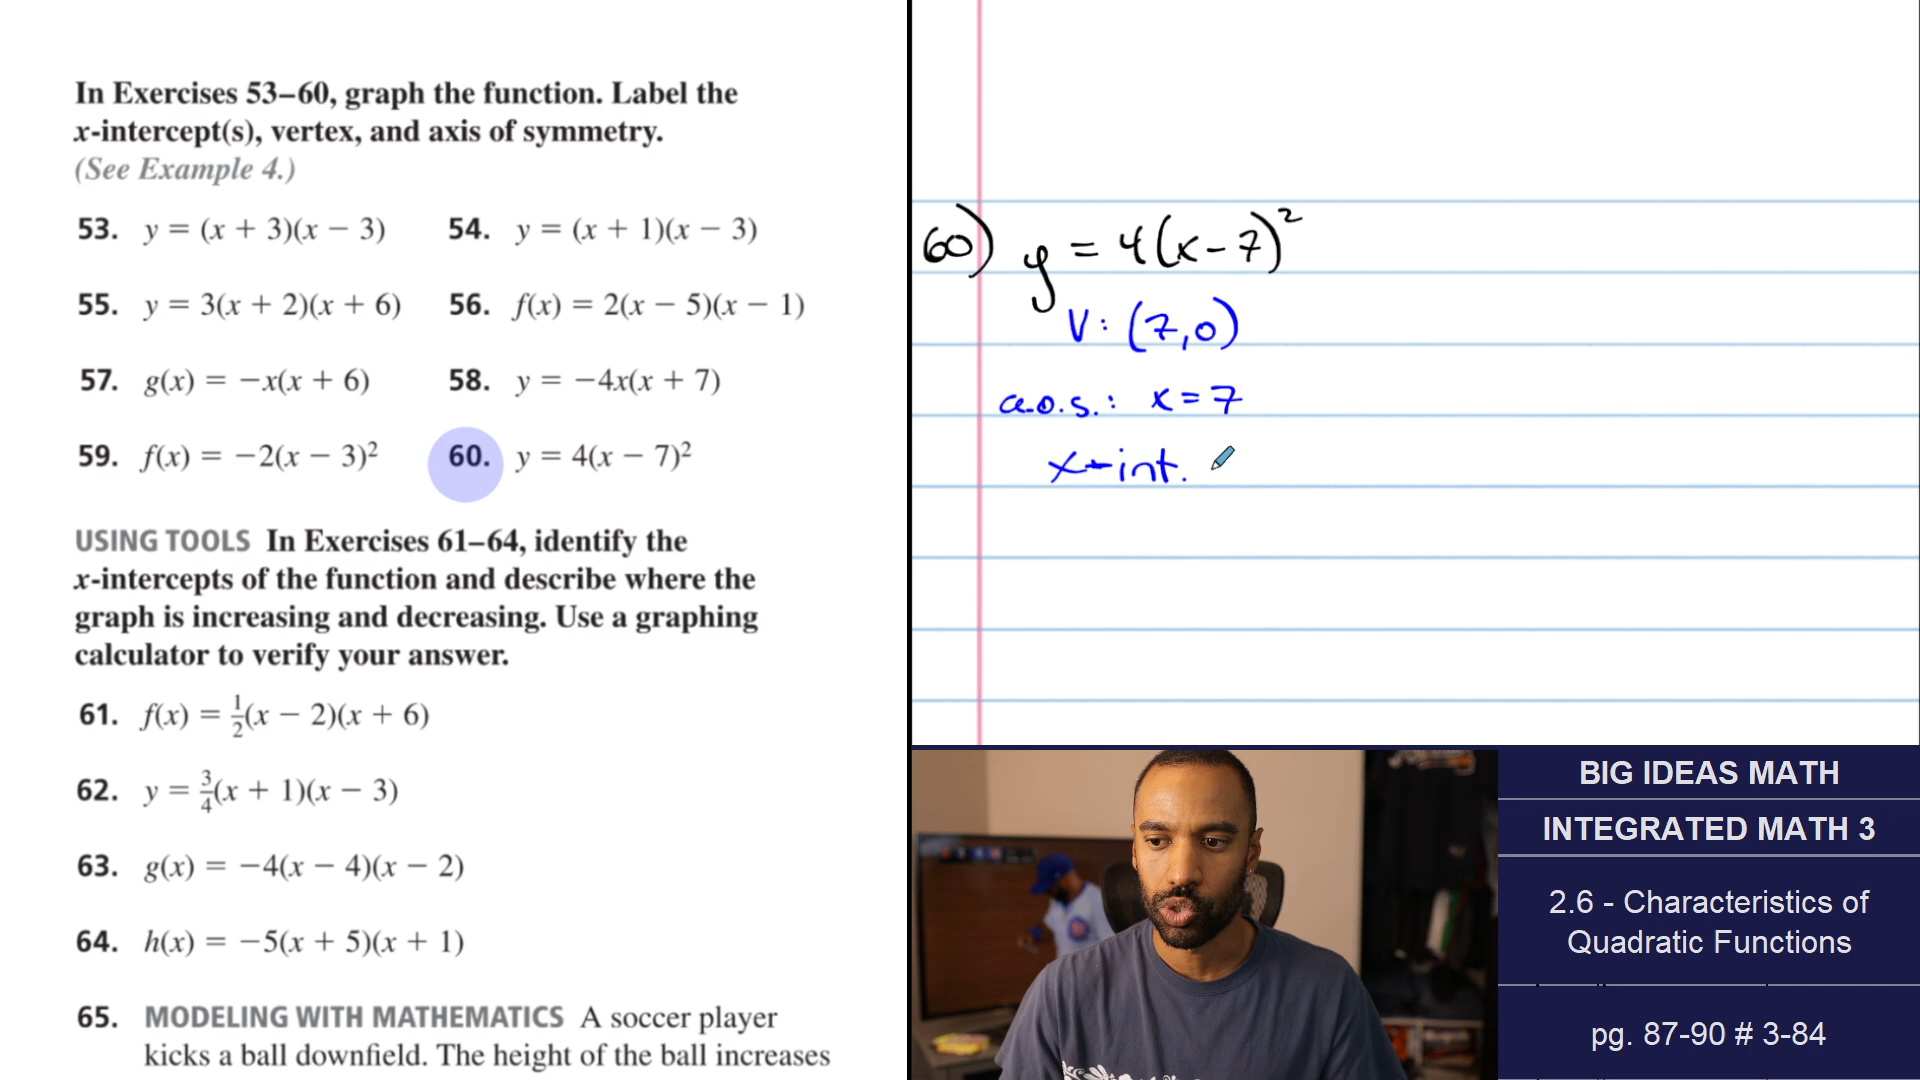 In Exercises 53–60, graph the function. Label the
x-intercept(s), vertex, and axis of symmetry.
(See Example 4.)
53. y = (x + 3)(x − 3) 54. y = (x + 1)(x − 3)
55. y = 3(x + 2)(x + 6) 56. f(x) = 2(x − 5)(x − 1)
57. g(x) = −x(x + 6) 58. y = −4x(x + 7)
59. f(x) = −2(x − 3)² 60. y = 4(x − 7)²
USING TOOLS In Exercises 61–64, identify the
x-intercepts of the function and describe where the
graph is increasing and decreasing. Use a graphing
calculator to verify your answer.
61. f(x) = ½(x − 2)(x + 6)
62. y = ¾(x + 1)(x − 3)
63. g(x) = −4(x − 4)(x − 2)
64. h(x) = −5(x + 5)(x + 1)
65. MODELING WITH MATHEMATICS A soccer player
kicks a ball downfield. The height of the ball increases
60) y = 4(x-7)²
V: (7,0)
a.o.s.: x = 7
x-int.
BIG IDEAS MATH
INTEGRATED MATH 3
2.6 - Characteristics of
Quadratic Functions
pg. 87-90 # 3-84